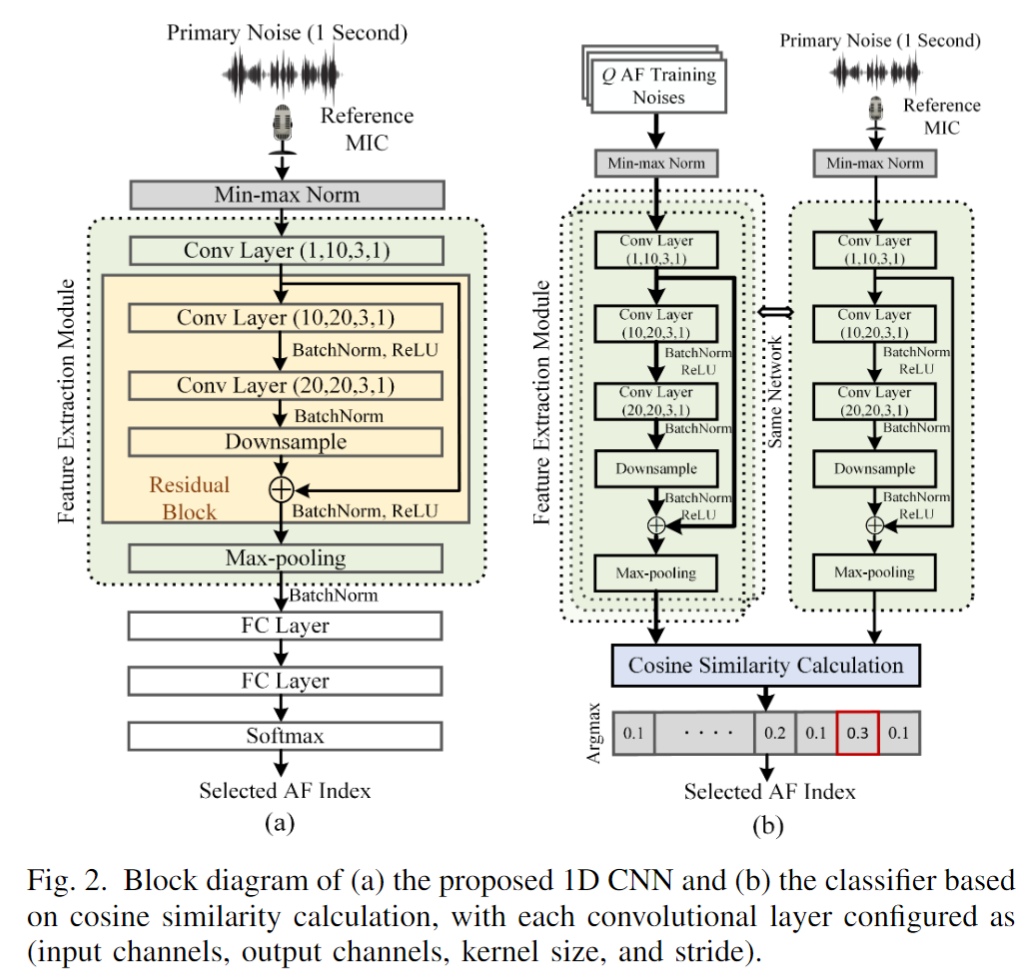 Primary Noise (1 Second)
Reference
MIC
Min-max Norm
Feature Extraction Module
Conv Layer (1,10,3,1)
Conv Layer (10,20,3,1)
BatchNorm, ReLU
Conv Layer (20,20,3,1)
BatchNorm
Downsample
Residual
Block
BatchNorm, ReLU
Max-pooling
BatchNorm
FC Layer
FC Layer
Softmax
Selected AF Index
(a)
Q AF Training
Noises
Min-max Norm
Feature Extraction Module
Conv Layer
(1,10,3,1)
Conv Layer
(10,20,3,1)
BatchNorm
ReLU
Conv Layer
(20,20,3,1)
BatchNorm
Downsample
BatchNorm
ReLU
Max-pooling
Same Network
Primary Noise (1 Second)
Reference
MIC
Min-max Norm
Conv Layer
(1,10,3,1)
Conv Layer
(10,20,3,1)
BatchNorm
ReLU
Conv Layer
(20,20,3,1)
BatchNorm
Downsample
BatchNorm
ReLU
Max-pooling
Cosine Similarity Calculation
Argmax
0.1 · · · · 0.2 0.1 0.3 0.1
Selected AF Index
(b)
Fig. 2. Block diagram of (a) the proposed 1D CNN and (b) the classifier based
on cosine similarity calculation, with each convolutional layer configured as
(input channels, output channels, kernel size, and stride).